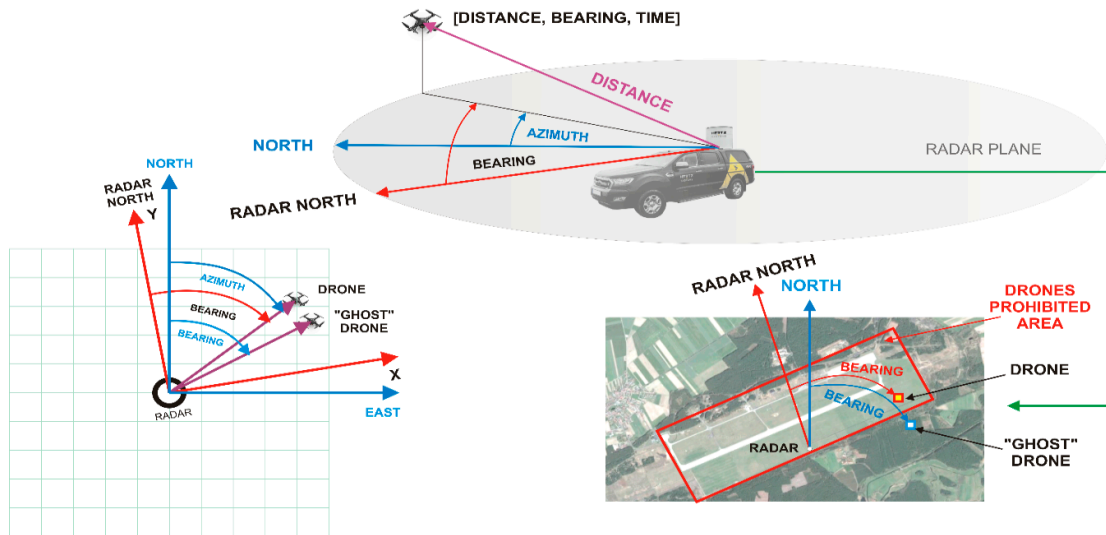 [DISTANCE, BEARING, TIME]
DISTANCE
NORTH
AZIMUTH
BEARING
RADAR PLANE
RADAR NORTH
NORTH
RADAR
NORTH
Y
AZIMUTH
DRONE
BEARING
"GHOST"
DRONE
BEARING
X
EAST
RADAR
RADAR NORTH
NORTH
DRONES
PROHIBITED
AREA
BEARING
DRONE
BEARING
RADAR
"GHOST"
DRONE